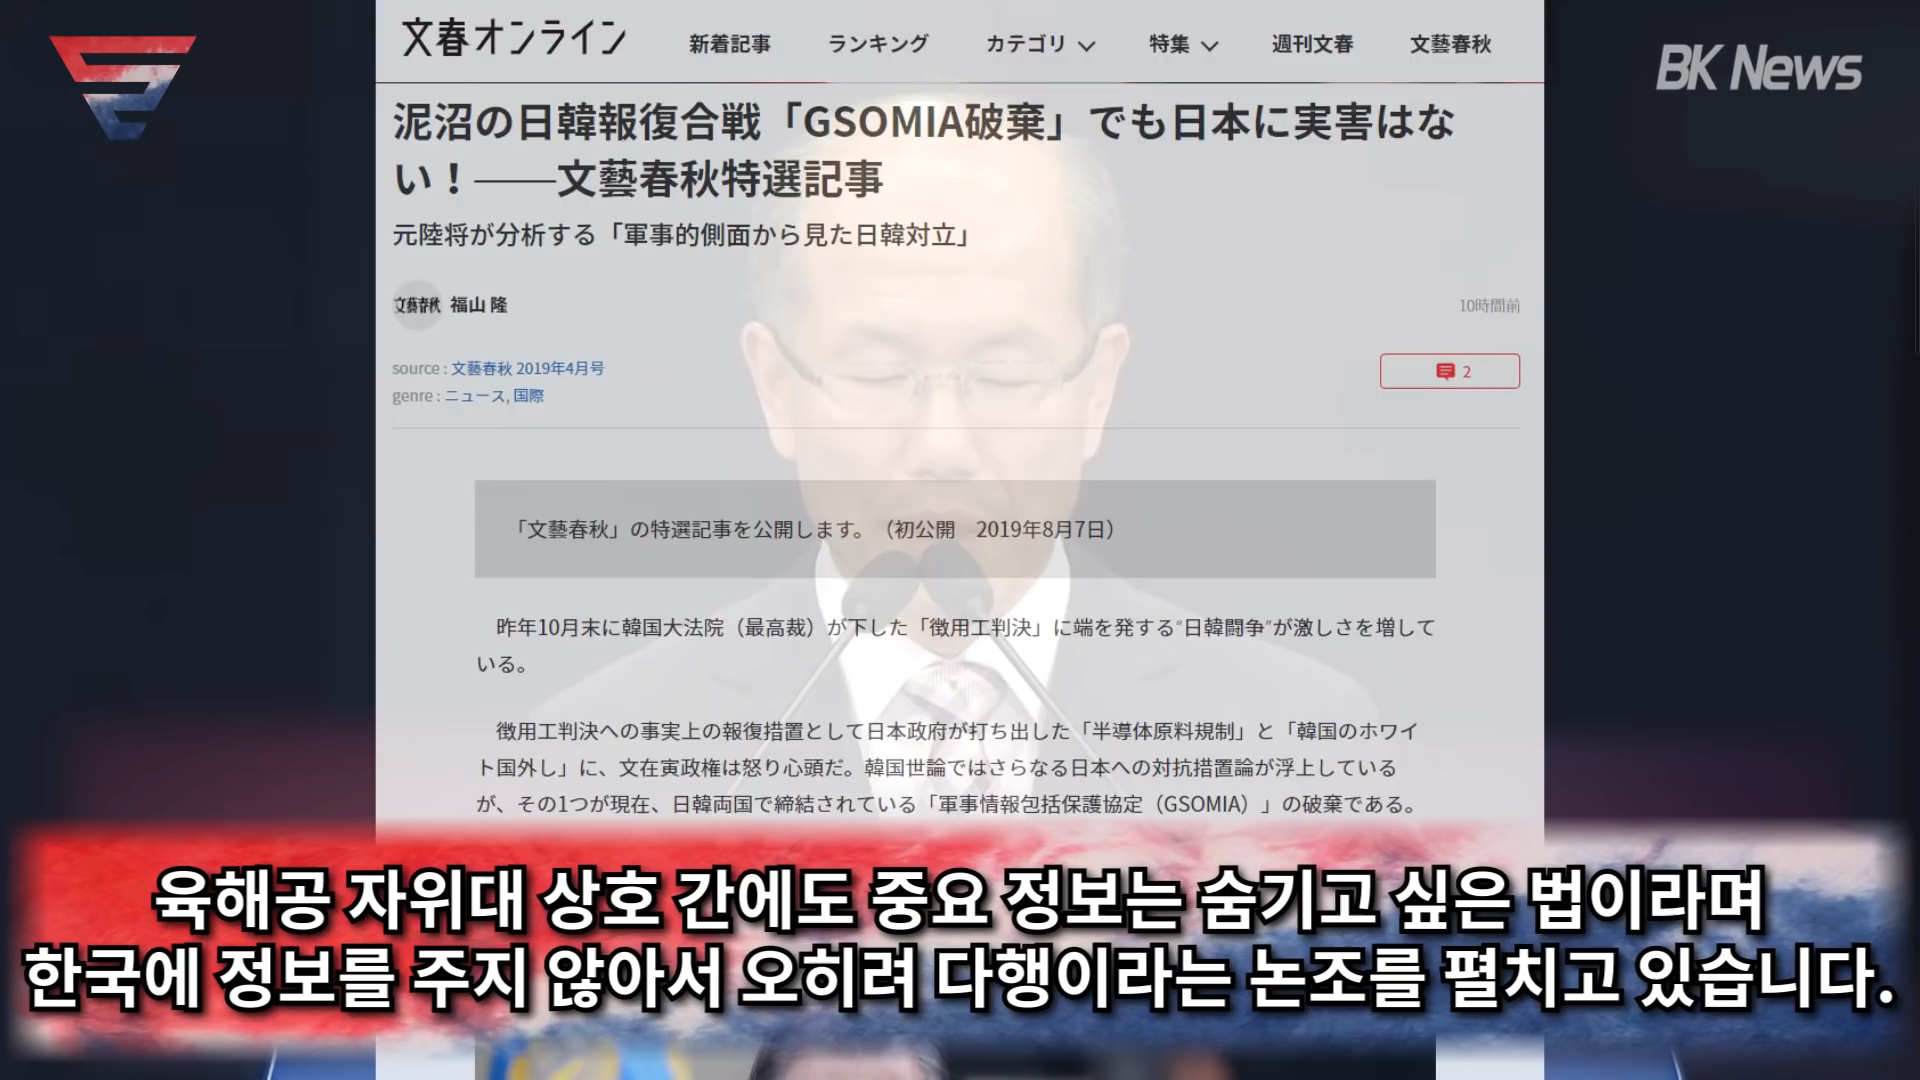 文春オンライン
新着記事 ランキング カテゴリ 特集 週刊文春 文藝春秋
BK News
泥沼の日韓報復合戦「GSOMIA破棄」でも日本に実害はな
い！——文藝春秋特選記事
元陸将が分析する「軍事的側面から見た日韓対立」
文藝春秋 福山 隆
10時間前
source : 文藝春秋 2019年4月号
2
genre : ニュース, 国際
「文藝春秋」の特選記事を公開します。（初公開　2019年8月7日）
昨年10月末に韓国大法院（最高裁）が下した「徴用工判決」に端を発する“日韓闘争”が激しさを増して
いる。
徴用工判決への事実上の報復措置として日本政府が打ち出した「半導体原料規制」と「韓国のホワイ
ト国外し」に、文在寅政権は怒り心頭だ。韓国世論ではさらなる日本への対抗措置論が浮上している
が、その1つが現在、日韓両国で締結されている「軍事情報包括保護協定（GSOMIA）」の破棄である。
육해공 자위대 상호 간에도 중요 정보는 숨기고 싶은 법이라며
한국에 정보를 주지 않아서 오히려 다행이라는 논조를 펼치고 있습니다.